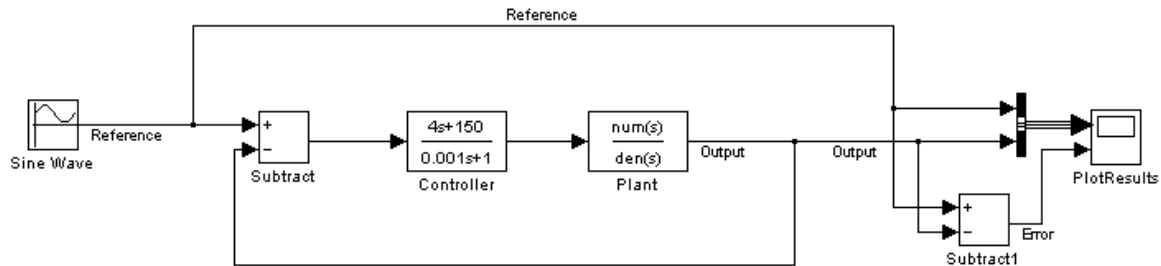 Reference
Sine Wave
Reference
+
−
Subtract
4s+150
0.001s+1
Controller
num(s)
den(s)
Plant
Output
Output
PlotResults
+
−
Subtract1
Error